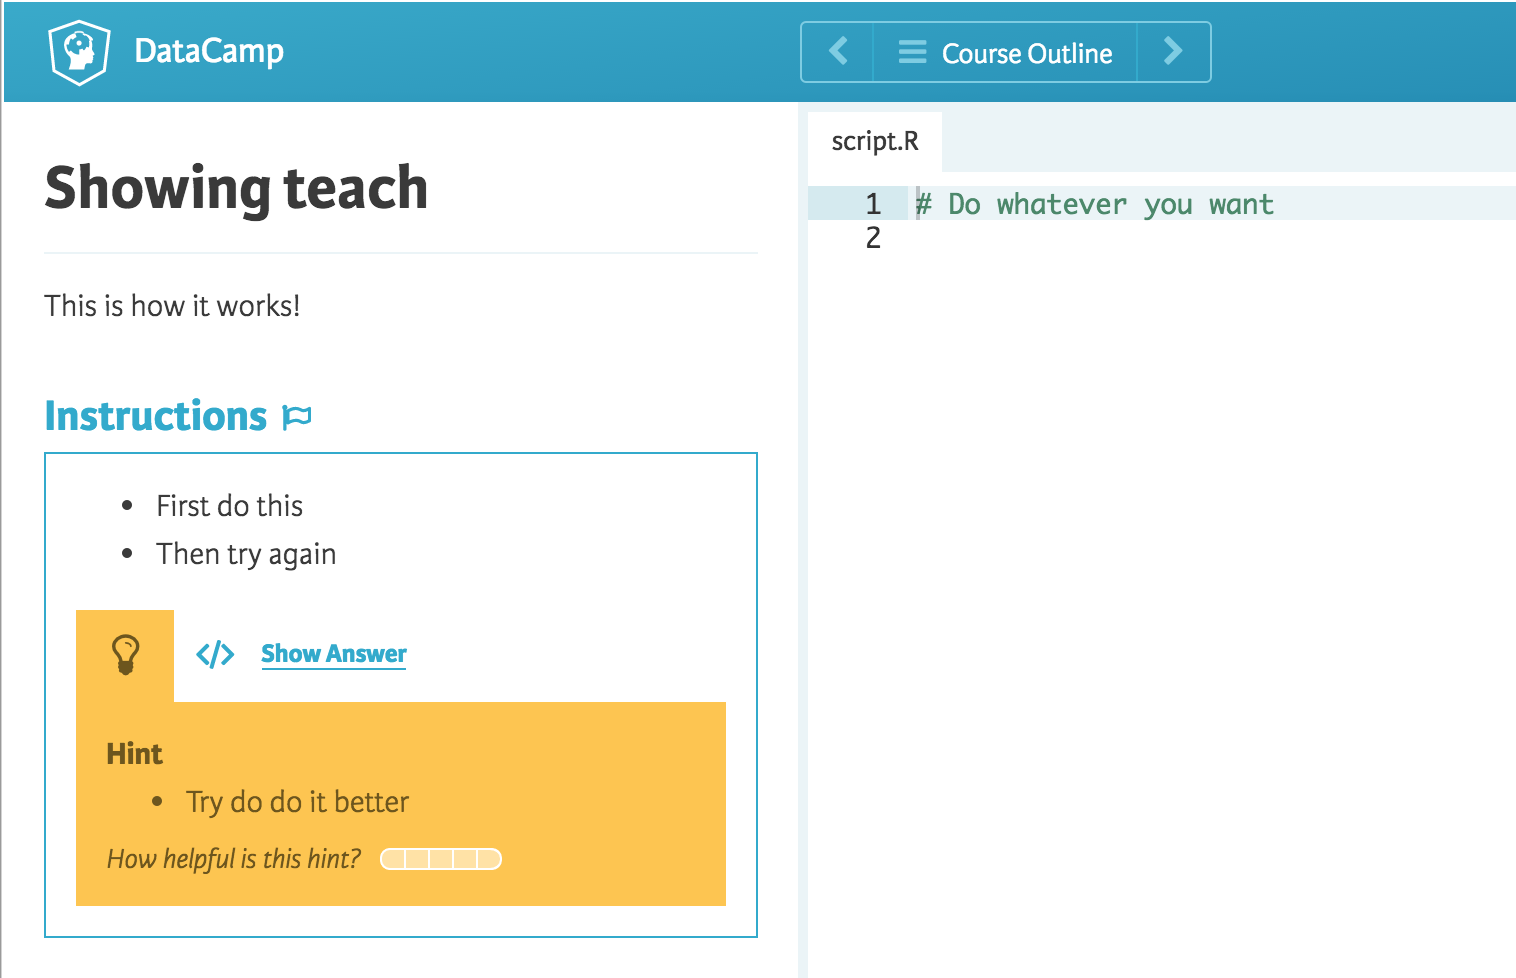 DataCamp
Course Outline
Showing teach
This is how it works!
Instructions
• First do this
• Then try again
</> Show Answer
Hint
• Try do do it better
How helpful is this hint?
script.R
1 # Do whatever you want
2